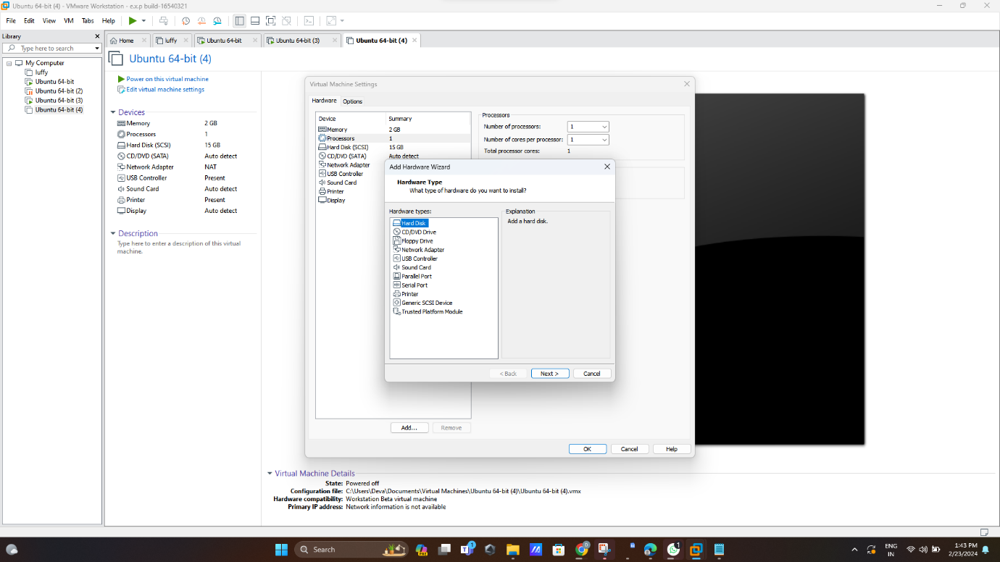 Ubuntu 64-bit (4) - VMware Workstation - e.x.p build-16540321
File Edit View VM Tabs Help
Library
Type here to search
My Computer
luffy
Ubuntu 64-bit
Ubuntu 64-bit (2)
Ubuntu 64-bit (3)
Ubuntu 64-bit (4)
Home luffy Ubuntu 64-bit Ubuntu 64-bit (3) Ubuntu 64-bit (4)
Ubuntu 64-bit (4)
Power on this virtual machine
Edit virtual machine settings
Devices
Memory 2 GB
Processors 1
Hard Disk (SCSI) 15 GB
CD/DVD (SATA) Auto detect
Network Adapter NAT
USB Controller Present
Sound Card Auto detect
Printer Present
Display Auto detect
Description
Type here to enter a description of this virtual
machine.
Virtual Machine Settings
Hardware Options
Device Summary
Memory 2 GB
Processors 1
Hard Disk (SCSI) 15 GB
CD/DVD (SATA) Auto detect
Network Adapter
USB Controller
Sound Card
Printer
Display
Processors
Number of processors: 1
Number of cores per processor: 1
Total processor cores: 1
Add Hardware Wizard
Hardware Type
What type of hardware do you want to install?
Hardware types:
Hard Disk
CD/DVD Drive
Floppy Drive
Network Adapter
USB Controller
Sound Card
Parallel Port
Serial Port
Printer
Generic SCSI Device
Trusted Platform Module
Explanation
Add a hard disk.
< Back Next > Cancel
Add... Remove
OK Cancel Help
Virtual Machine Details
State: Powered off
Configuration file: C:\Users\Deva\Documents\Virtual Machines\Ubuntu 64-bit (4)\Ubuntu 64-bit (4).vmx
Hardware compatibility: Workstation Beta virtual machine
Primary IP address: Network information is not available
Search
PRE
1
D
1
ENG
IN
1:43 PM
2/23/2024